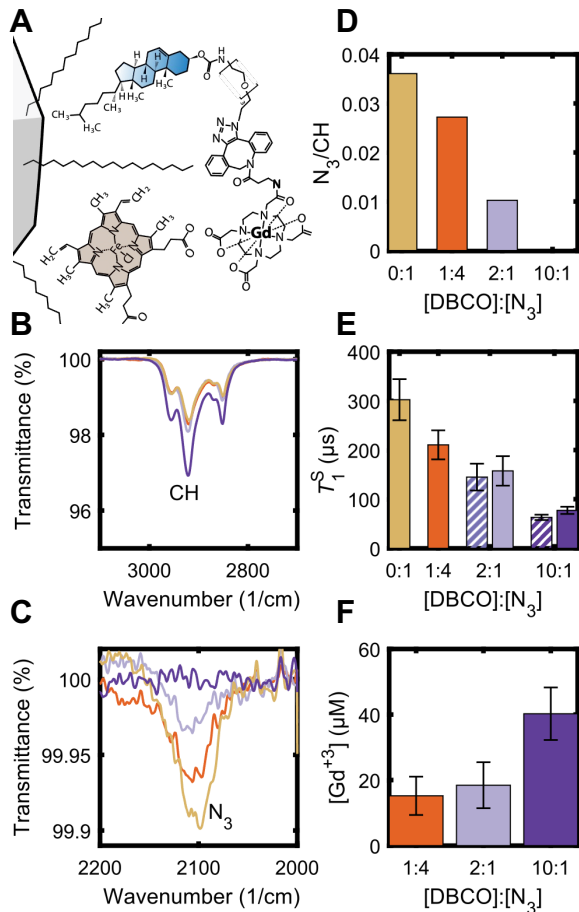 A
H H H O O NH
H H₃C
CH₃ H CH₃
H₃C
O
N N
N
N
O
N
CH₂
CH₃
CH₃ O
N N
N Fe N
Cl
H₂C O
H₃C CH₃
O
O
N N O
Gd
O N N
O O
B
Transmittance (%)
100
98
96
CH
3000 2800
Wavenumber (1/cm)
C
Transmittance (%)
100
99.95
99.9
N₃
2200 2100 2000
Wavenumber (1/cm)
D
N₃/CH
0.04
0.03
0.02
0.01
0
0:1 1:4 2:1 10:1
[DBCO]:[N₃]
E
T₁ˢ (μs)
400
300
200
100
0
0:1 1:4 2:1 10:1
[DBCO]:[N₃]
F
[Gd⁺³] (μM)
60
40
20
0
1:4 2:1 10:1
[DBCO]:[N₃]